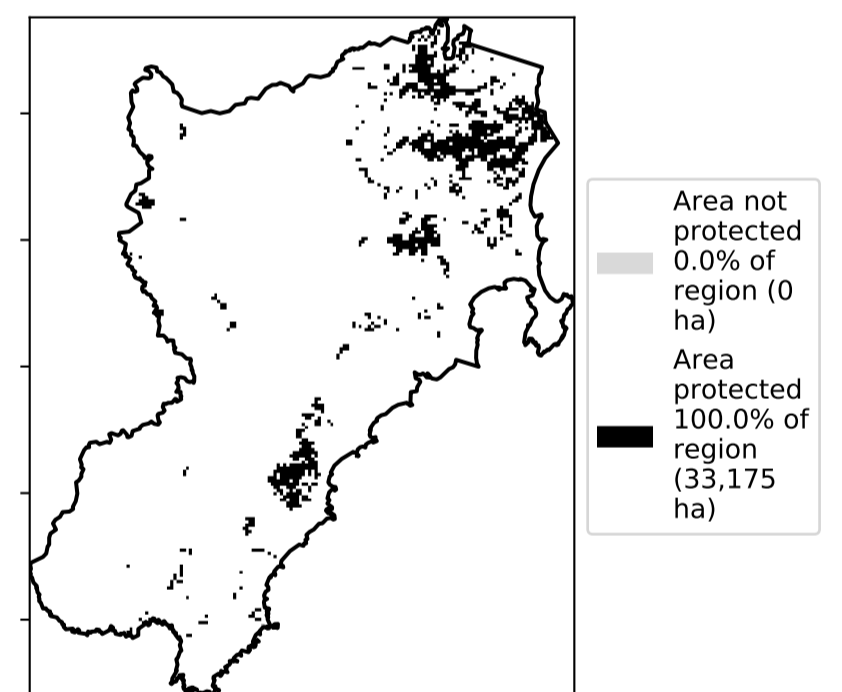 Area not
protected
0.0% of
region (0
ha)
Area
protected
100.0% of
region
(33,175
ha)